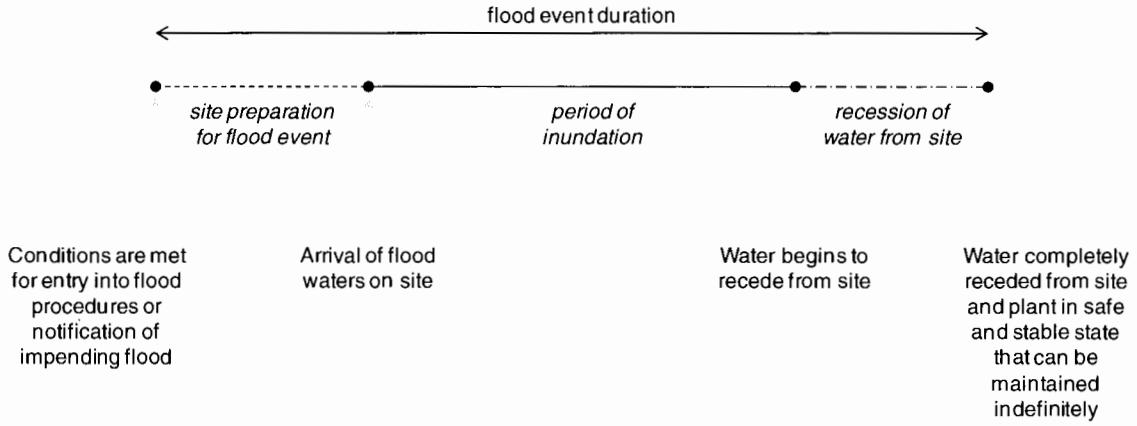 flood event duration
site preparation
for flood event
period of
inundation
recession of
water from site
Conditions are met
for entry into flood
procedures or
notification of
impending flood
Arrival of flood
waters on site
Water begins to
recede from site
Water completely
receded from site
and plant in safe
and stable state
that can be
maintained
indefinitely